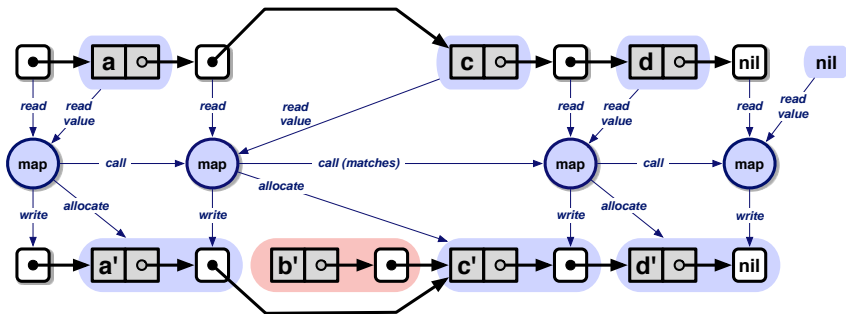 a
c
d
nil
nil
read
read
value
read
read
value
read
read
value
read
read
value
map
call
map
call (matches)
map
call
map
write
allocate
write
allocate
write
allocate
write
a'
b'
c'
d'
nil